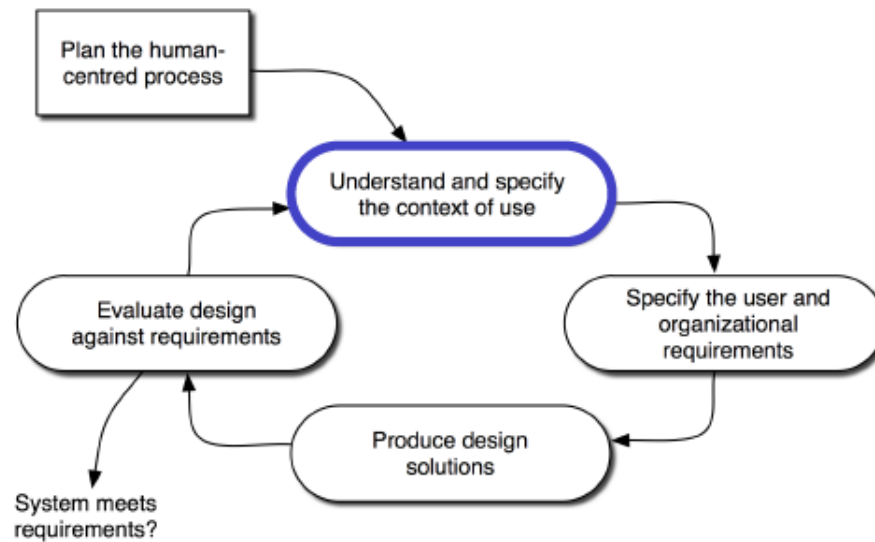 Plan the human-
centred process
Understand and specify
the context of use
Specify the user and
organizational
requirements
Produce design
solutions
Evaluate design
against requirements
System meets
requirements?